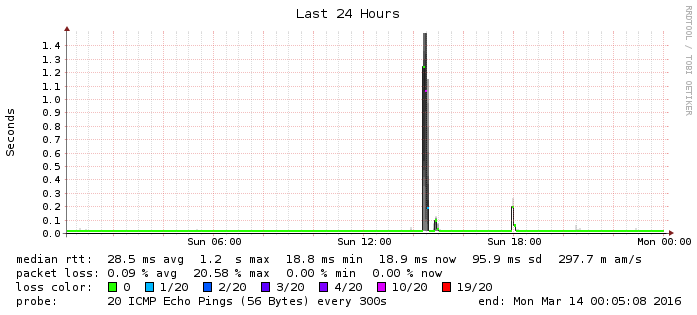 Last 24 Hours
RRDTOOL / TOBI OETIKER
Seconds
1.4
1.3
1.2
1.1
1.0
0.9
0.8
0.7
0.6
0.5
0.4
0.3
0.2
0.1
0.0
Sun 06:00 Sun 12:00 Sun 18:00 Mon 00:00
median rtt: 28.5 ms avg 1.2 s max 18.8 ms min 18.9 ms now 95.9 ms sd 297.7 m am/s
packet loss: 0.09 % avg 20.58 % max 0.00 % min 0.00 % now
loss color: 0 1/20 2/20 3/20 4/20 10/20 19/20
probe: 20 ICMP Echo Pings (56 Bytes) every 300s end: Mon Mar 14 00:05:08 2016